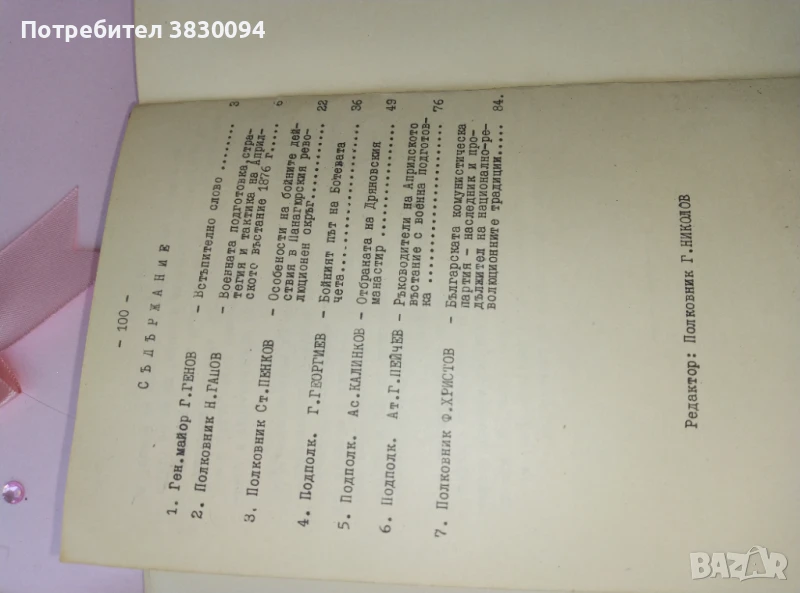 Потребител 3830094
- 100 -
СЪДЪРЖАНИЕ
1. Ген.майор Г.ГЕНОВ - Встъпително слово ........ 3
2. Полковник Н.ГАЦОВ - Военната подготовка, стра-
тегия и тактика на Април-
ското въстание 1876 г..... 6
3. Полковник Ст.ПЕНКОВ - Особености на бойните дей-
ствия в Панагюрския рево-
люционен окръг............ 22
4. Подполк. Г.ГЕОРГИЕВ - Бойният път на Ботевата
чета...................... 36
5. Подполк. Ас.КАЛИНКОВ - Отбраната на Дряновския
манастир ................. 49
6. Подполк. Ат.Г.ПЕЙЧЕВ - Ръководители на Априлското
въстание с военна подготов-
ка ....................... 76
7. Полковник Ф.ХРИСТОВ - Българската комунистическа
партия - наследник и про-
дължител на национално-ре-
волюционните традиции..... 84.
Редактор: Полковник Г.НИКОЛОВ
BAZAR